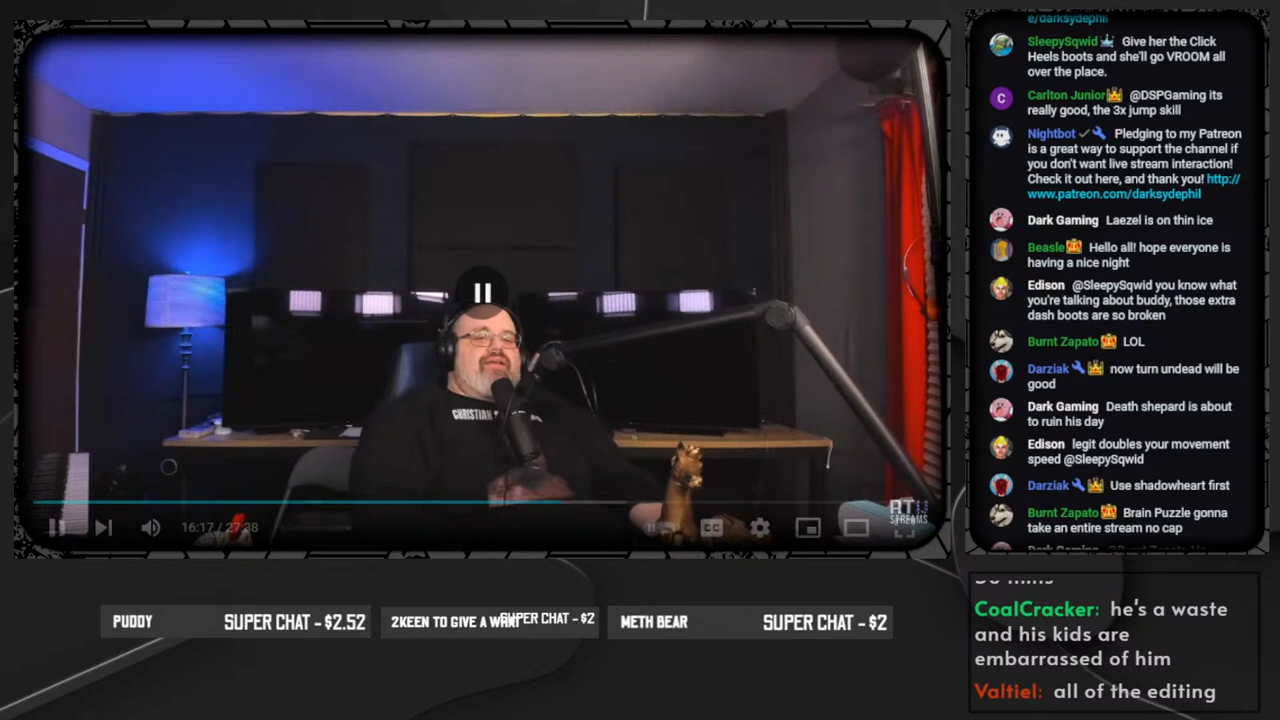 e/darksydephil
SleepySqwid Give her the Click
Heels boots and she'll go VROOM all
over the place.
Carlton Junior @DSPGaming its
really good, the 3x jump skill
Nightbot Pledging to my Patreon
is a great way to support the channel if
you don't want live stream interaction!
Check it out here, and thank you! http://
www.patreon.com/darksydephil
Dark Gaming Laezel is on thin ice
Beasle Hello all! hope everyone is
having a nice night
Edison @SleepySqwid you know what
you're talking about buddy, those extra
dash boots are so broken
Burnt Zapato LOL
Darziak now turn undead will be
good
Dark Gaming Death shepard is about
to ruin his day
Edison legit doubles your movement
speed @SleepySqwid
Darziak Use shadowheart first
Burnt Zapato Brain Puzzle gonna
take an entire stream no cap
CHRISTIAN
16:17 / 27:38
CC
STREAMS
PUDDY SUPER CHAT - $2.52
2KEEN TO GIVE A SUPER CHAT - $2
METH BEAR SUPER CHAT - $2
CoalCracker: he's a waste
and his kids are
embarrassed of him
Valtiel: all of the editing